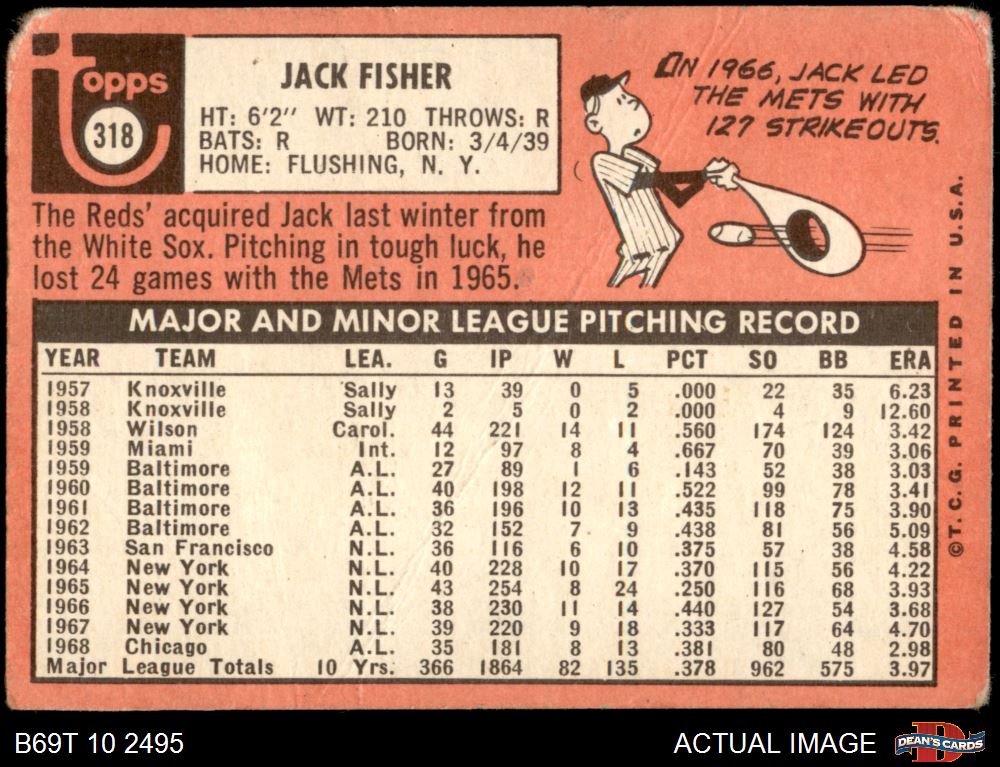 Topps
318
JACK FISHER
HT: 6'2" WT: 210 THROWS: R
BATS: R BORN: 3/4/39
HOME: FLUSHING, N. Y.
IN 1966, JACK LED
THE METS WITH
127 STRIKEOUTS.
The Reds' acquired Jack last winter from
the White Sox. Pitching in tough luck, he
lost 24 games with the Mets in 1965.
MAJOR AND MINOR LEAGUE PITCHING RECORD
YEAR TEAM LEA. G IP W L PCT SO BB ERA
1957 Knoxville Sally 13 39 0 5 .000 22 35 6.23
1958 Knoxville Sally 2 5 0 2 .000 4 9 12.60
1958 Wilson Carol. 44 221 14 11 .560 174 124 3.42
1959 Miami Int. 12 97 8 4 .667 70 39 3.06
1959 Baltimore A.L. 27 89 1 6 .143 52 38 3.03
1960 Baltimore A.L. 40 198 12 11 .522 99 78 3.41
1961 Baltimore A.L. 36 196 10 13 .435 118 75 3.90
1962 Baltimore A.L. 32 152 7 9 .438 81 56 5.09
1963 San Francisco N.L. 36 116 6 10 .375 57 38 4.58
1964 New York N.L. 40 228 10 17 .370 115 56 4.22
1965 New York N.L. 43 254 8 24 .250 116 68 3.93
1966 New York N.L. 38 230 11 14 .440 127 54 3.68
1967 New York N.L. 39 220 9 18 .333 117 64 4.70
1968 Chicago A.L. 35 181 8 13 .381 80 48 2.98
Major League Totals 10 Yrs. 366 1864 82 135 .378 962 575 3.97
©T. C. G. PRINTED IN U.S.A.
B69T 10 2495
ACTUAL IMAGE
D
DEAN'S CARDS